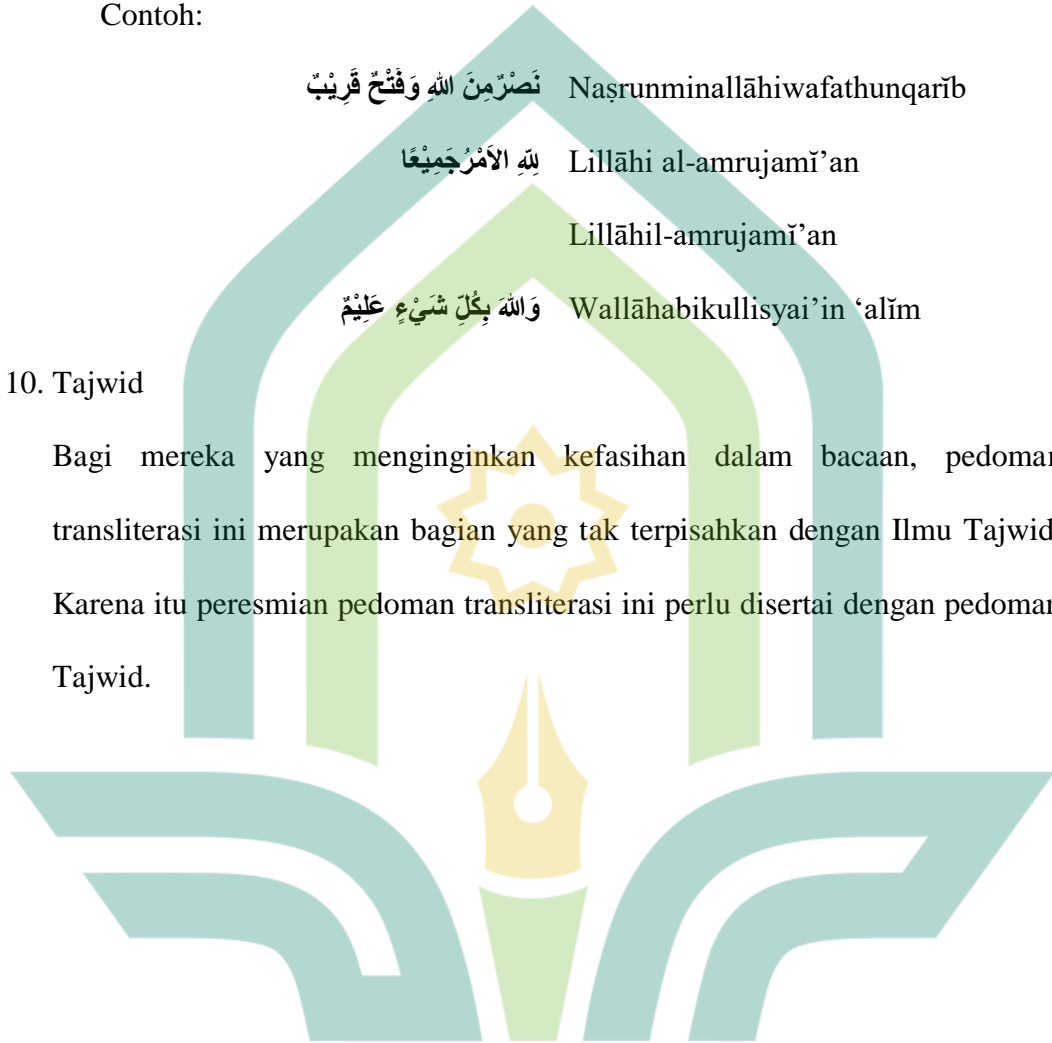 Contoh:
نَصْرٌمِنَ اللهِ وَفَتْحٌ قَرِيْبٌ Naṣrunminallāhiwafathunqarĭb
لِلّهِ الاَمْرُجَمِيْعًا Lillāhi al-amrujamĭ’an
Lillāhil-amrujamĭ’an
وَاللهَ بِكُلِّ شَيْءٍ عَلِيْمٌ Wallāhabikullisyai’in ‘alĭm
10. Tajwid
Bagi mereka yang menginginkan kefasihan dalam bacaan, pedoman
transliterasi ini merupakan bagian yang tak terpisahkan dengan Ilmu Tajwid
Karena itu peresmian pedoman transliterasi ini perlu disertai dengan pedoman
Tajwid.